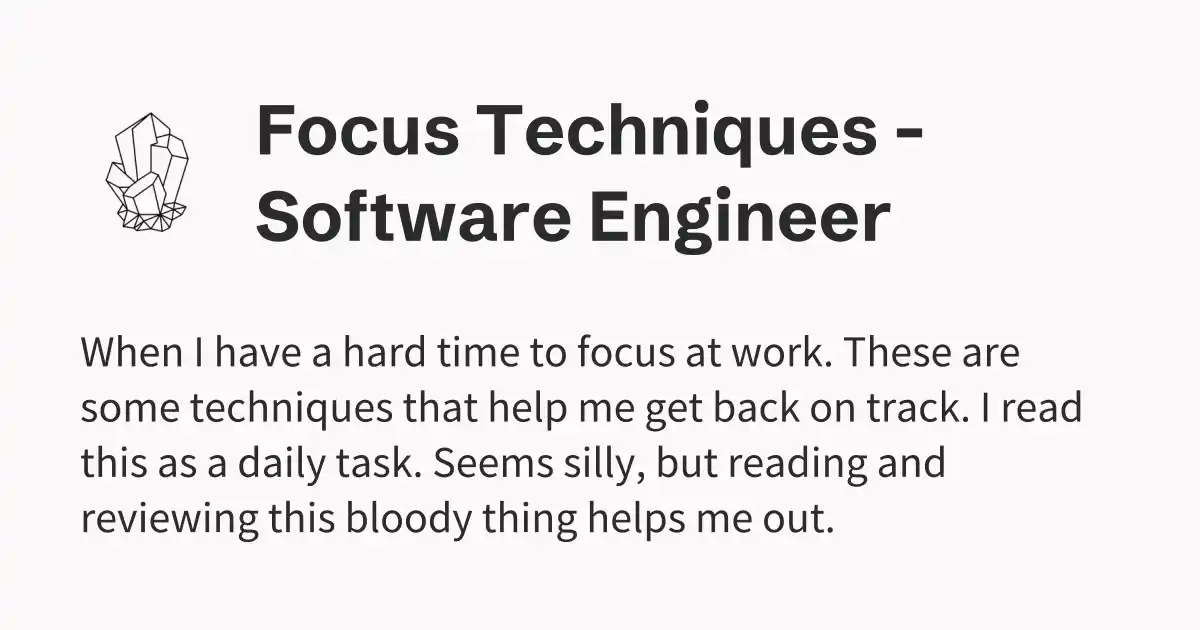 Focus Techniques -
Software Engineer
When I have a hard time to focus at work. These are
some techniques that help me get back on track. I read
this as a daily task. Seems silly, but reading and
reviewing this bloody thing helps me out.